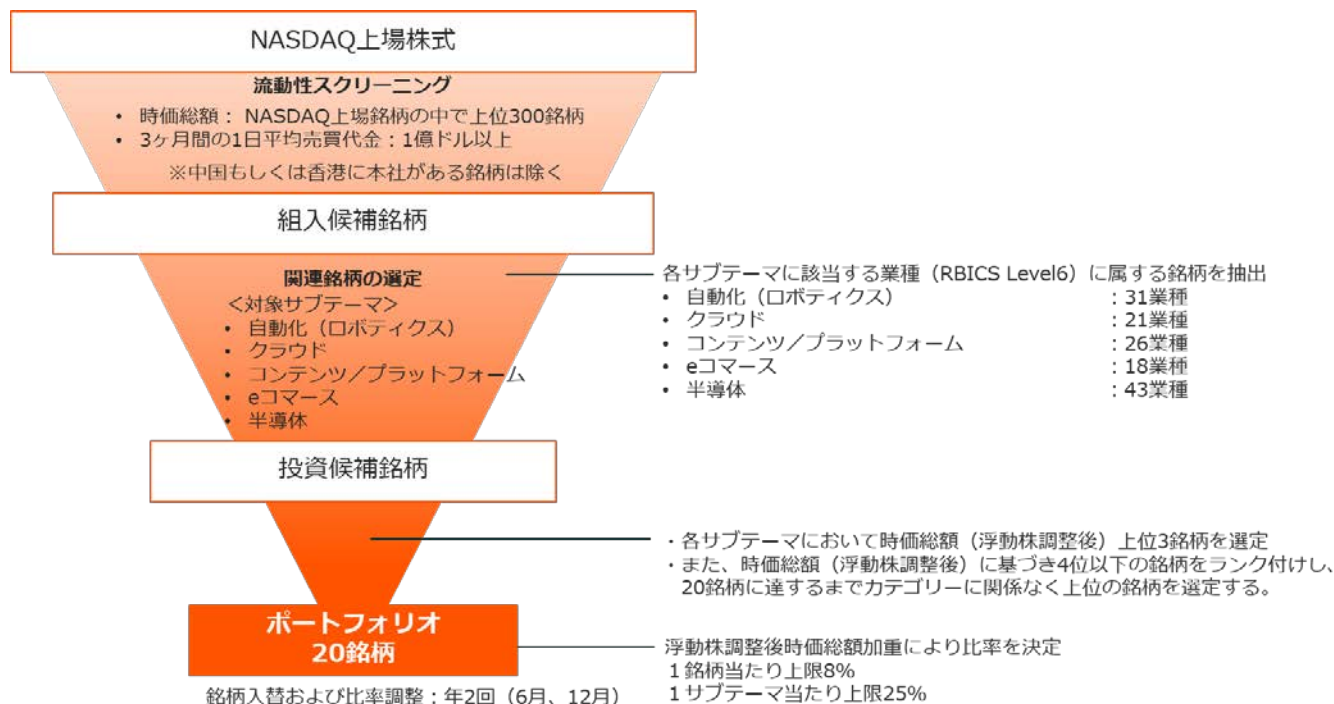 NASDAQ上場株式
流動性スクリーニング
• 時価総額： NASDAQ上場銘柄の中で上位300銘柄
• 3ヶ月間の1日平均売買代金：1億ドル以上
※中国もしくは香港に本社がある銘柄は除く
組入候補銘柄
関連銘柄の選定
＜対象サブテーマ＞
• 自動化（ロボティクス）
• クラウド
• コンテンツ／プラットフォーム
• eコマース
• 半導体
各サブテーマに該当する業種（RBICS Level6）に属する銘柄を抽出
• 自動化（ロボティクス） ：31業種
• クラウド ：21業種
• コンテンツ／プラットフォーム ：26業種
• eコマース ：18業種
• 半導体 ：43業種
投資候補銘柄
・各サブテーマにおいて時価総額（浮動株調整後）上位3銘柄を選定
・また、時価総額（浮動株調整後）に基づき4位以下の銘柄をランク付けし、
20銘柄に達するまでカテゴリーに関係なく上位の銘柄を選定する。
ポートフォリオ
20銘柄
浮動株調整後時価総額加重により比率を決定
１銘柄当たり上限8%
１サブテーマ当たり上限25%
銘柄入替および比率調整：年2回（6月、12月）